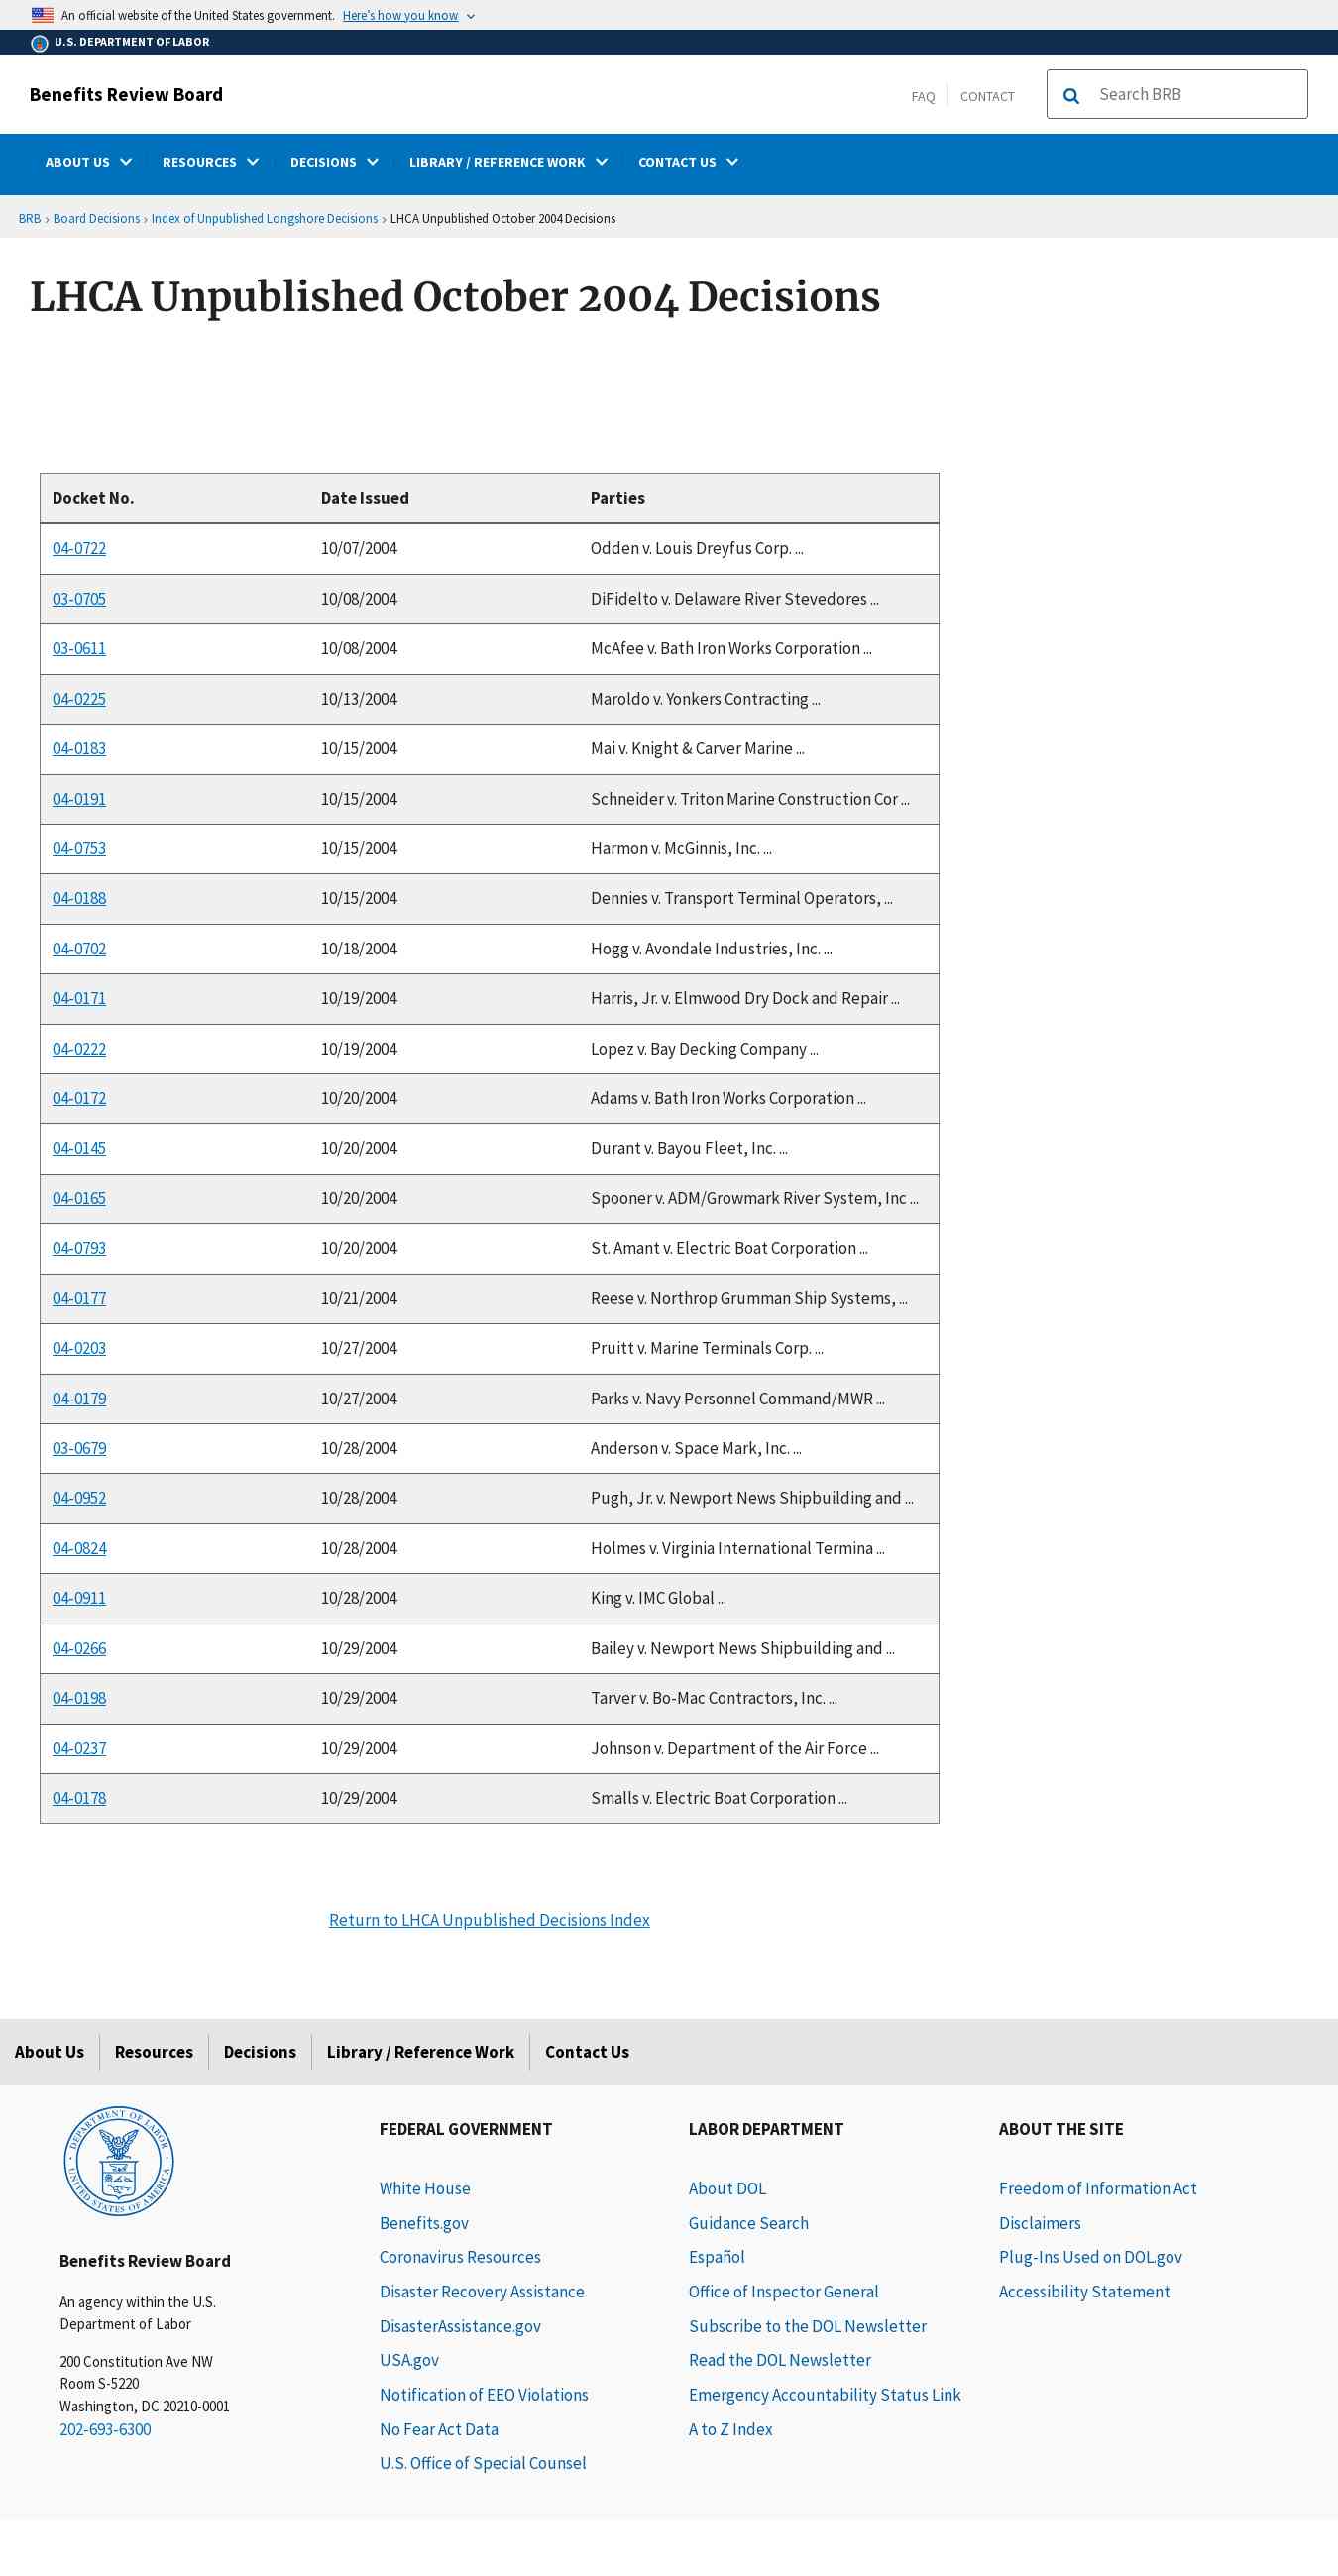 An official website of the United States government. Here's how you know
U.S. DEPARTMENT OF LABOR
Benefits Review Board
FAQ
CONTACT
Search BRB
ABOUT US RESOURCES DECISIONS LIBRARY / REFERENCE WORK CONTACT US
BRB › Board Decisions › Index of Unpublished Longshore Decisions › LHCA Unpublished October 2004 Decisions
LHCA Unpublished October 2004 Decisions
Docket No. Date Issued Parties
04-0722 10/07/2004 Odden v. Louis Dreyfus Corp. ...
03-0705 10/08/2004 DiFidelto v. Delaware River Stevedores ...
03-0611 10/08/2004 McAfee v. Bath Iron Works Corporation ...
04-0225 10/13/2004 Maroldo v. Yonkers Contracting ...
04-0183 10/15/2004 Mai v. Knight & Carver Marine ...
04-0191 10/15/2004 Schneider v. Triton Marine Construction Cor ...
04-0753 10/15/2004 Harmon v. McGinnis, Inc. ...
04-0188 10/15/2004 Dennies v. Transport Terminal Operators, ...
04-0702 10/18/2004 Hogg v. Avondale Industries, Inc. ...
04-0171 10/19/2004 Harris, Jr. v. Elmwood Dry Dock and Repair ...
04-0222 10/19/2004 Lopez v. Bay Decking Company ...
04-0172 10/20/2004 Adams v. Bath Iron Works Corporation ...
04-0145 10/20/2004 Durant v. Bayou Fleet, Inc. ...
04-0165 10/20/2004 Spooner v. ADM/Growmark River System, Inc ...
04-0793 10/20/2004 St. Amant v. Electric Boat Corporation ...
04-0177 10/21/2004 Reese v. Northrop Grumman Ship Systems, ...
04-0203 10/27/2004 Pruitt v. Marine Terminals Corp. ...
04-0179 10/27/2004 Parks v. Navy Personnel Command/MWR ...
03-0679 10/28/2004 Anderson v. Space Mark, Inc. ...
04-0952 10/28/2004 Pugh, Jr. v. Newport News Shipbuilding and ...
04-0824 10/28/2004 Holmes v. Virginia International Termina ...
04-0911 10/28/2004 King v. IMC Global ...
04-0266 10/29/2004 Bailey v. Newport News Shipbuilding and ...
04-0198 10/29/2004 Tarver v. Bo-Mac Contractors, Inc. ...
04-0237 10/29/2004 Johnson v. Department of the Air Force ...
04-0178 10/29/2004 Smalls v. Electric Boat Corporation ...
Return to LHCA Unpublished Decisions Index
About Us Resources Decisions Library / Reference Work Contact Us
DEPARTMENT OF LABOR
UNITED STATES OF AMERICA
Benefits Review Board
An agency within the U.S.
Department of Labor
200 Constitution Ave NW
Room S-5220
Washington, DC 20210-0001
202-693-6300
FEDERAL GOVERNMENT
White House
Benefits.gov
Coronavirus Resources
Disaster Recovery Assistance
DisasterAssistance.gov
USA.gov
Notification of EEO Violations
No Fear Act Data
U.S. Office of Special Counsel
LABOR DEPARTMENT
About DOL
Guidance Search
Español
Office of Inspector General
Subscribe to the DOL Newsletter
Read the DOL Newsletter
Emergency Accountability Status Link
A to Z Index
ABOUT THE SITE
Freedom of Information Act
Disclaimers
Plug-Ins Used on DOL.gov
Accessibility Statement